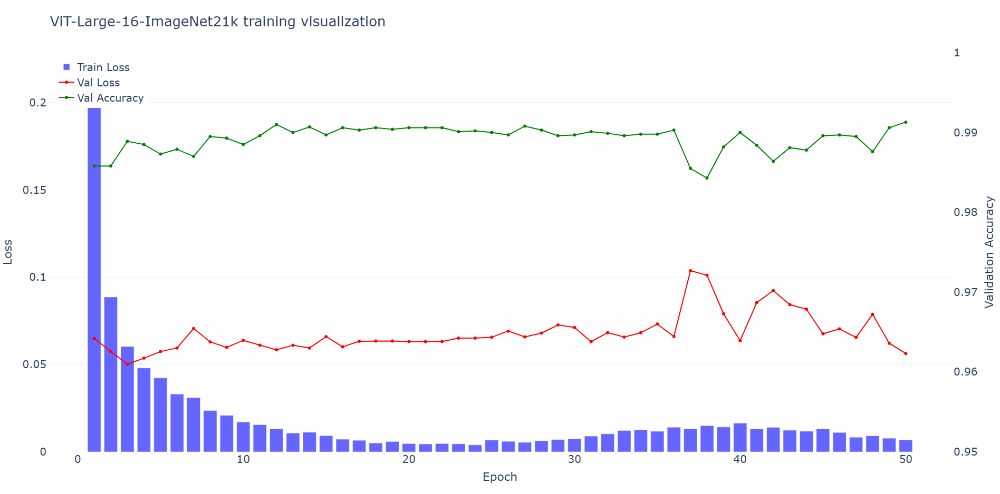 ViT-Large-16-ImageNet21k training visualization
Train Loss
Val Loss
Val Accuracy
1
0.2
0.99
0.15
0.98
Loss
Validation Accuracy
0.1
0.97
0.05
0.96
0
0.95
0 10 20 30 40 50
Epoch